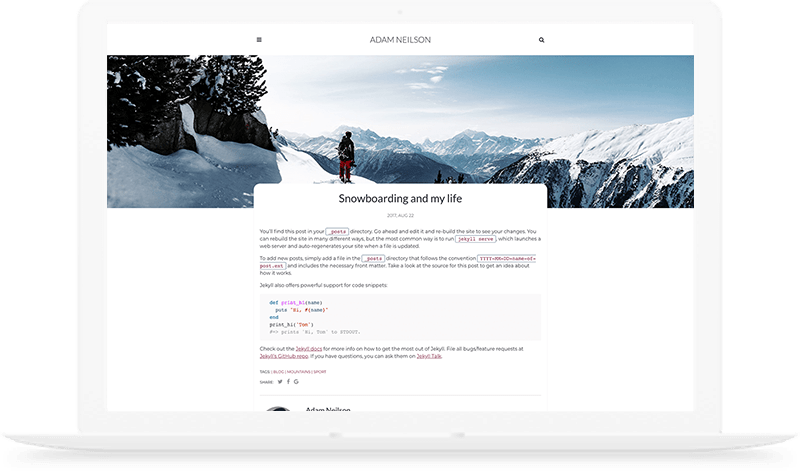 ADAM NEILSON
Snowboarding and my life
2017, AUG 22
You'll find this post in your _posts directory. Go ahead and edit it and re-build the site to see your changes. You
can rebuild the site in many different ways, but the most common way is to run jekyll serve, which launches a
web server and auto-regenerates your site when a file is updated.
To add new posts, simply add a file in the _posts directory that follows the convention YYYY-MM-DD-name-of-
post.ext and includes the necessary front matter. Take a look at the source for this post to get an idea about
how it works.
Jekyll also offers powerful support for code snippets:
def print_hi(name)
puts "Hi, #{name}"
end
print_hi('Tom')
#=> prints 'Hi, Tom' to STDOUT.
Check out the Jekyll docs for more info on how to get the most out of Jekyll. File all bugs/feature requests at
Jekyll's GitHub repo. If you have questions, you can ask them on Jekyll Talk.
TAGS: | BLOG | MOUNTAINS | SPORT
SHARE:
Adam Neilson